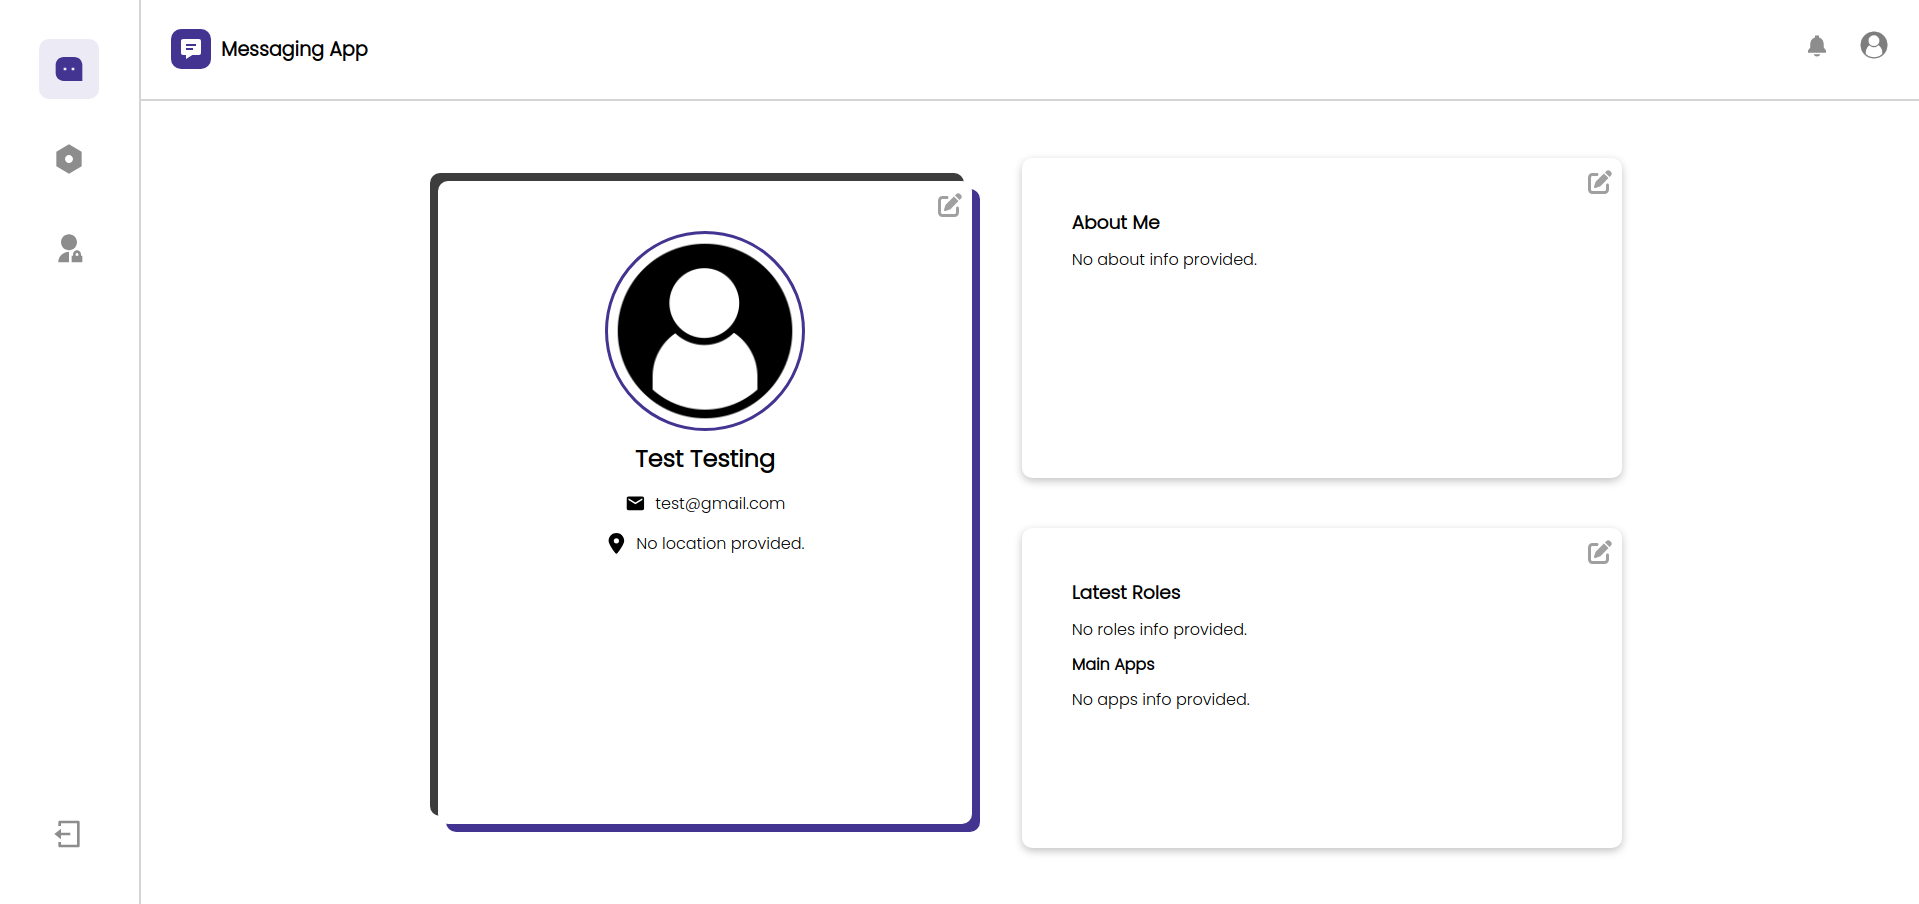 Messaging App
Test Testing
test@gmail.com
No location provided.
About Me
No about info provided.
Latest Roles
No roles info provided.
Main Apps
No apps info provided.